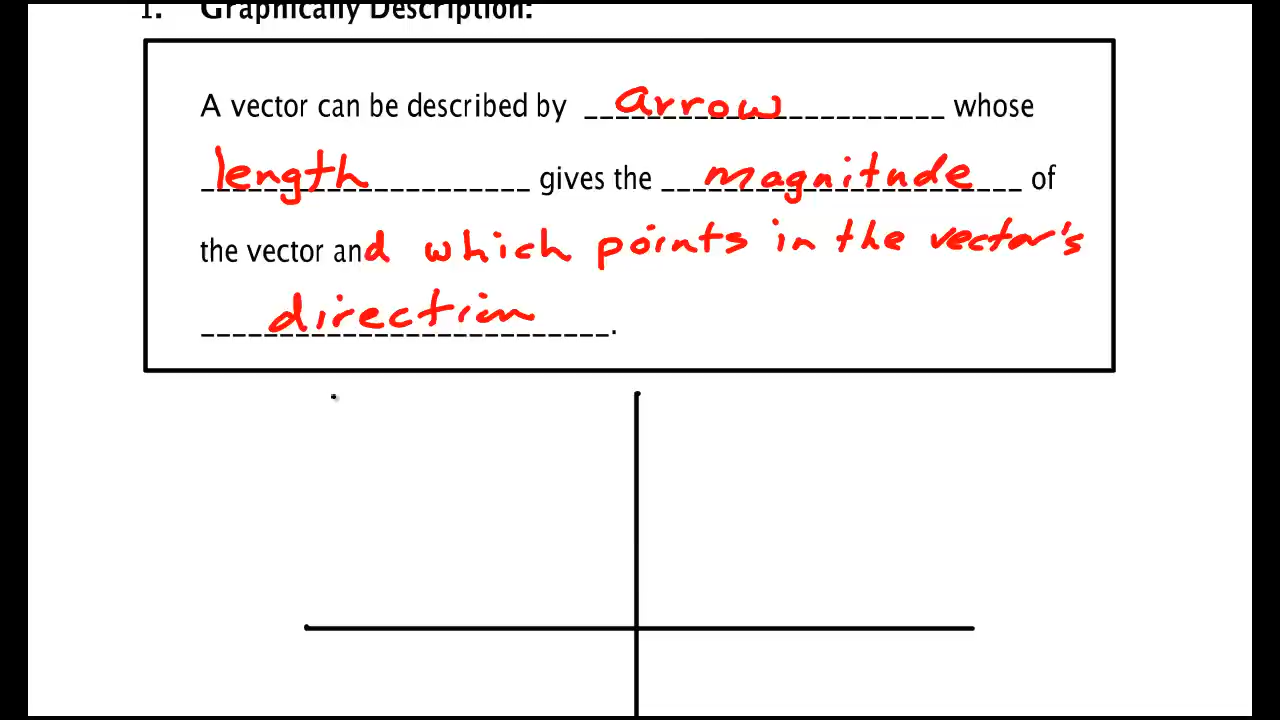 1. Graphically Description:
A vector can be described by arrow whose
length gives the magnitude of
the vector and which points in the vector's
direction.